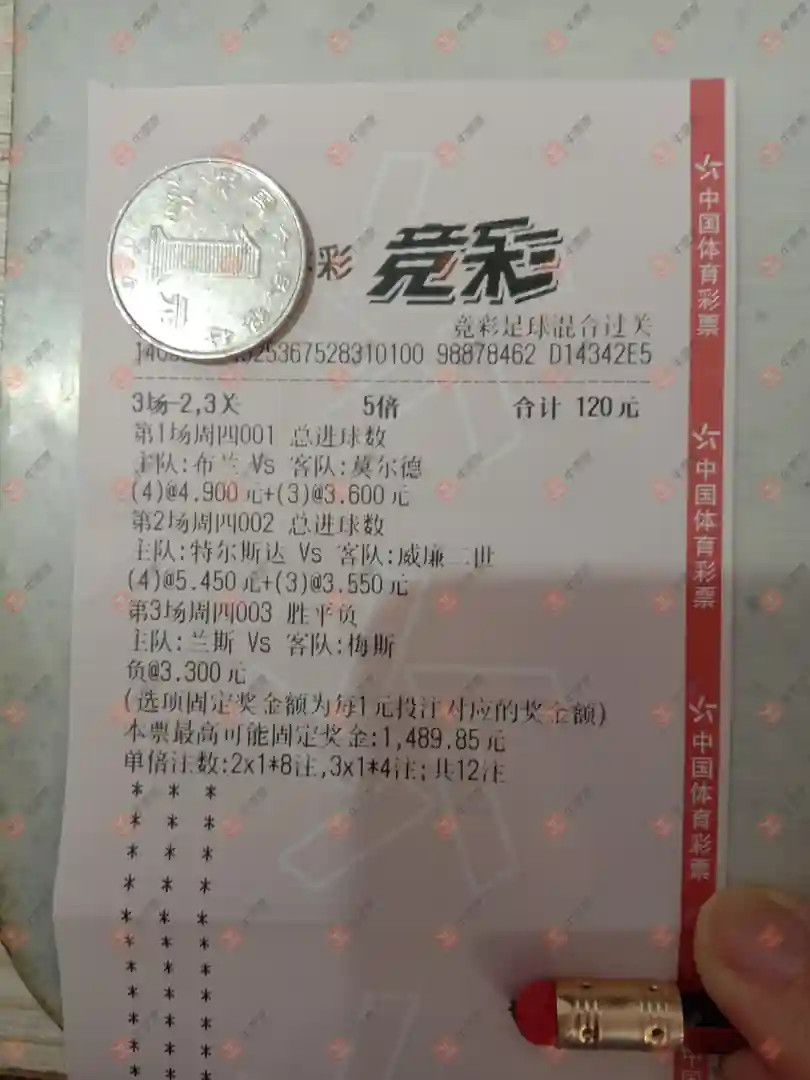 彩 竞彩
竞彩足球混合过关
5367528310100 98878462 D14342E5
3场-2,3关 5倍 合计 120元
第1场周四001 总进球数
主队:布兰 Vs 客队:莫尔德
(4)@4.900元+(3)@3.600元
第2场周四002 总进球数
主队:特尔斯达 Vs 客队:威廉二世
(4)@5.450元+(3)@3.550元
第3场周四003 胜平负
主队:兰斯 Vs 客队:梅斯
负@3.300元
(选项固定奖金额为每1元投注对应的奖金额)
本票最高可能固定奖金:1,489.85元
单倍注数:2x1*8注,3x1*4注;共12注
* * *
* * *
* * *
* * *
* * *
* * *
* * *
* * *
* * *
* * *
* * *
中国体育彩票
中国体育彩票
中国体育彩票
中国